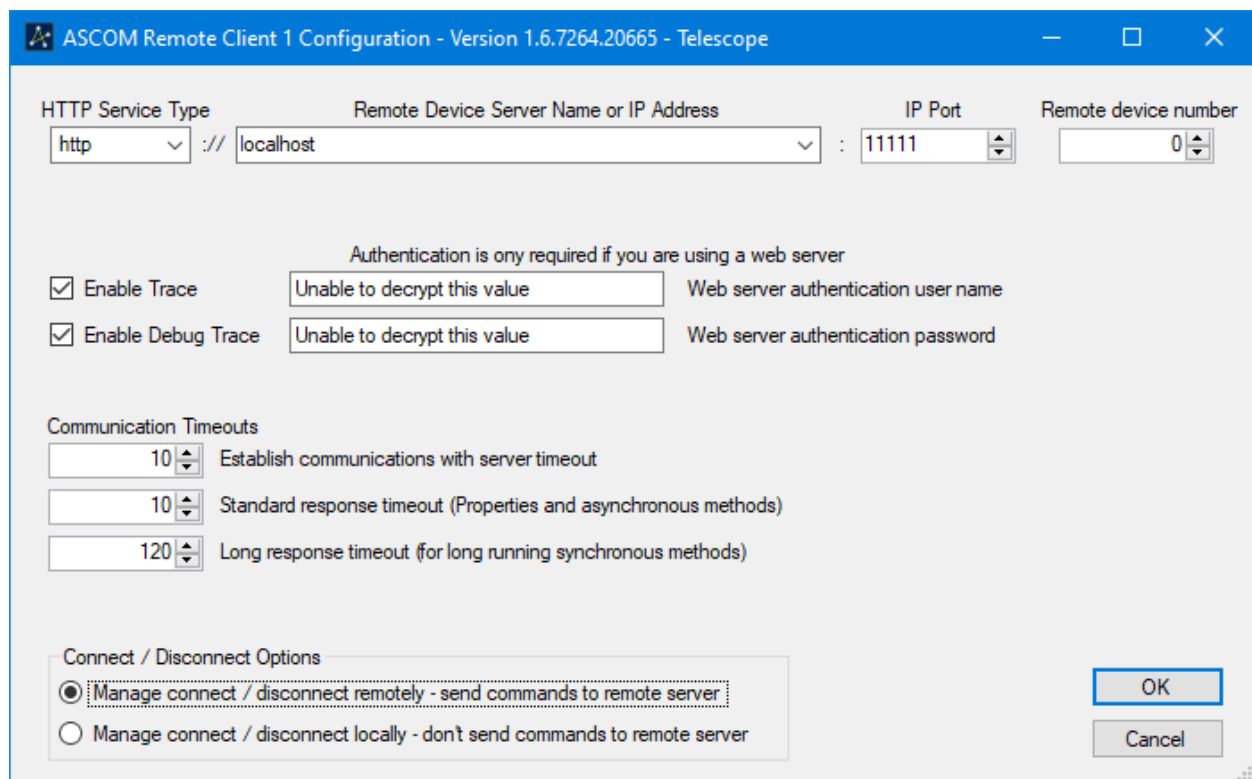 ASCOM Remote Client 1 Configuration - Version 1.6.7264.20665 - Telescope
HTTP Service Type Remote Device Server Name or IP Address IP Port Remote device number
http :// localhost : 11111 0
Authentication is ony required if you are using a web server
Enable Trace Unable to decrypt this value Web server authentication user name
Enable Debug Trace Unable to decrypt this value Web server authentication password
Communication Timeouts
10 Establish communications with server timeout
10 Standard response timeout (Properties and asynchronous methods)
120 Long response timeout (for long running synchronous methods)
Connect / Disconnect Options
Manage connect / disconnect remotely - send commands to remote server
OK
Manage connect / disconnect locally - don't send commands to remote server
Cancel